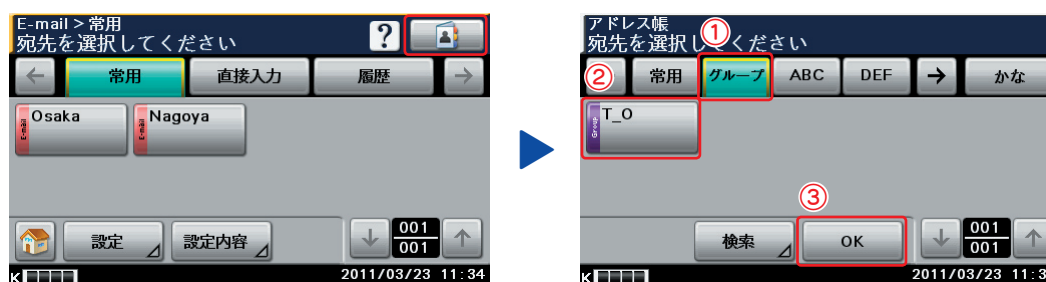 E-mail > 常用
宛先を選択してください
?
← 常用 直接入力 履歴 →
E-mail Osaka
E-mail Nagoya
設定 設定内容 ↓ 001 ↑
001
K
2011/03/23 11:34
アドレス帳
宛先を選択してください
①
②
常用 グループ ABC DEF → かな
Group T_O
③
検索 OK ↓ 001 ↑
001
K
2011/03/23 11:3